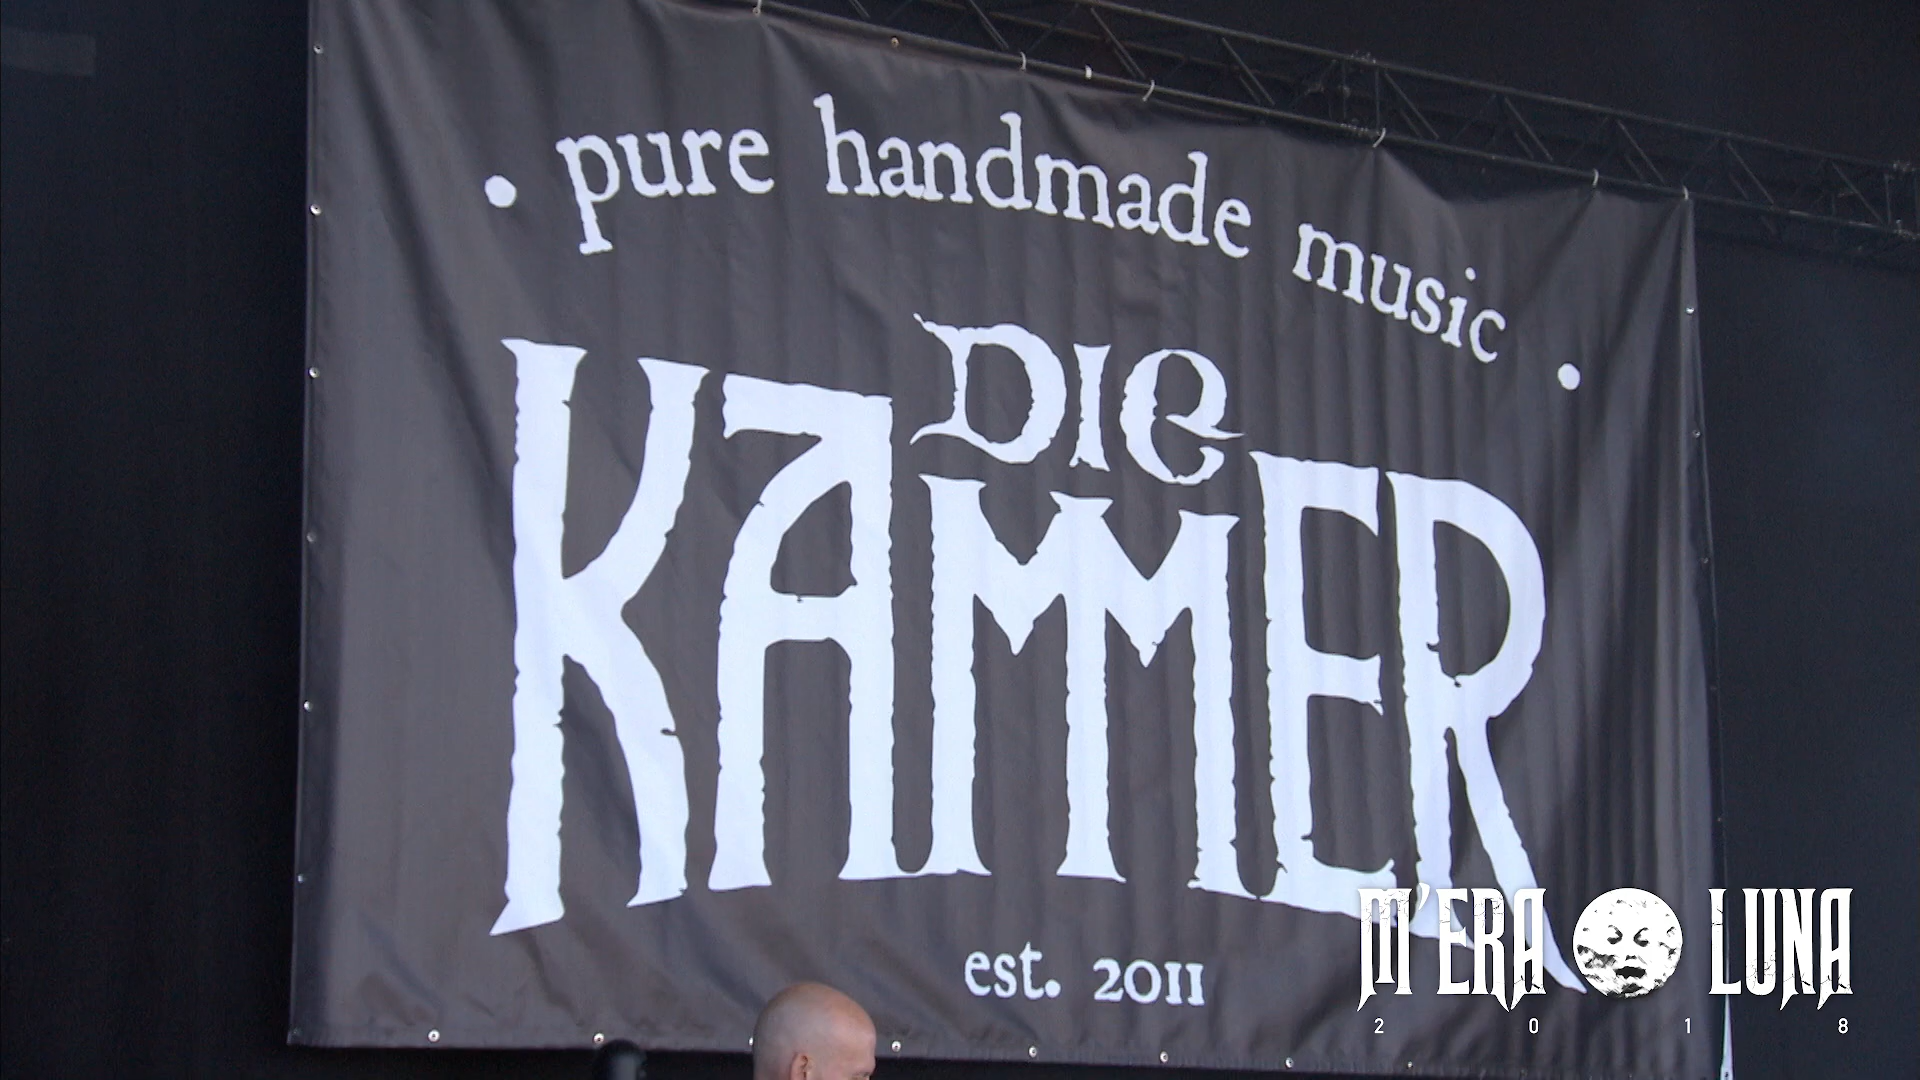 · pure handmade music ·
DIe
KAMMER
est. 2011
M'ERA LUNA
2018